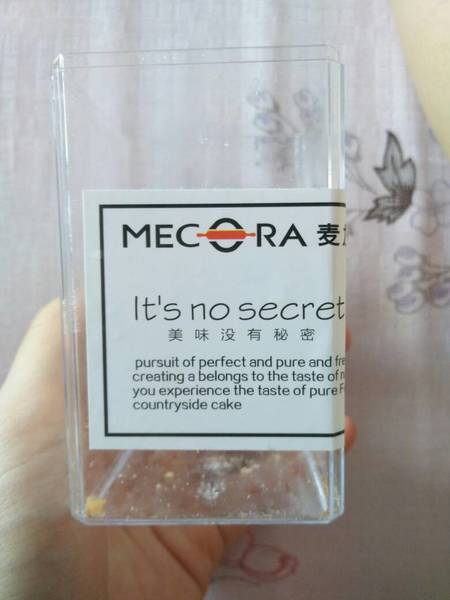 MECORA 麦
It's no secret
美味没有秘密
pursuit of perfect and pure and
creating a belongs to the taste of
you experience the taste of pure
countryside cake